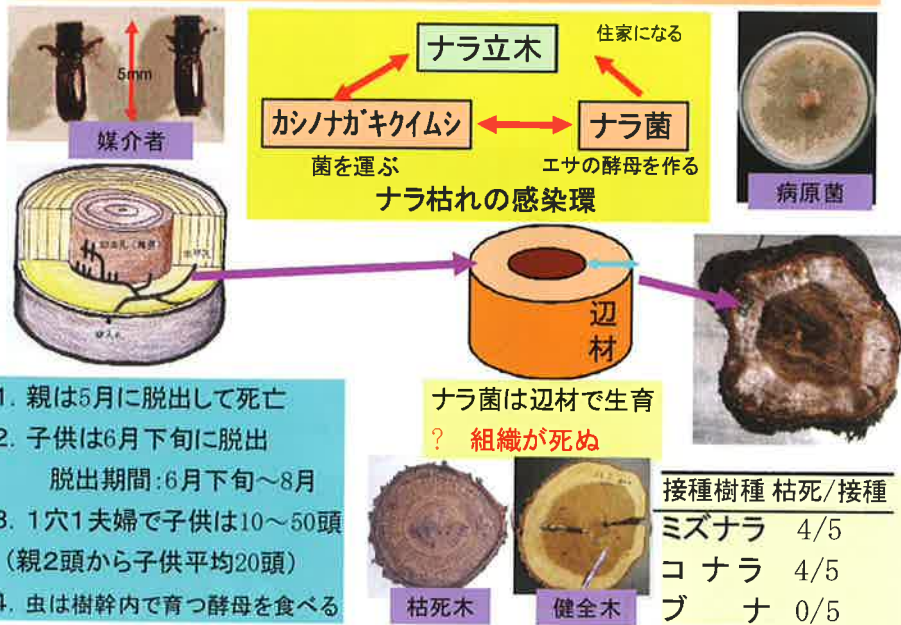 5mm
媒介者
ナラ立木
住家になる
カシノナガキクイムシ
ナラ菌
菌を運ぶ
エサの酵母を作る
ナラ枯れの感染環
病原菌
辺材
1. 親は5月に脱出して死亡
2. 子供は6月下旬に脱出
脱出期間:6月下旬～8月
3. 1穴1夫婦で子供は10～50頭
(親2頭から子供平均20頭)
4. 虫は樹幹内で育つ酵母を食べる
ナラ菌は辺材で生育
? 組織が死ぬ
枯死木
健全木
接種樹種 枯死/接種
ミズナラ 4/5
コナラ 4/5
ブナ 0/5